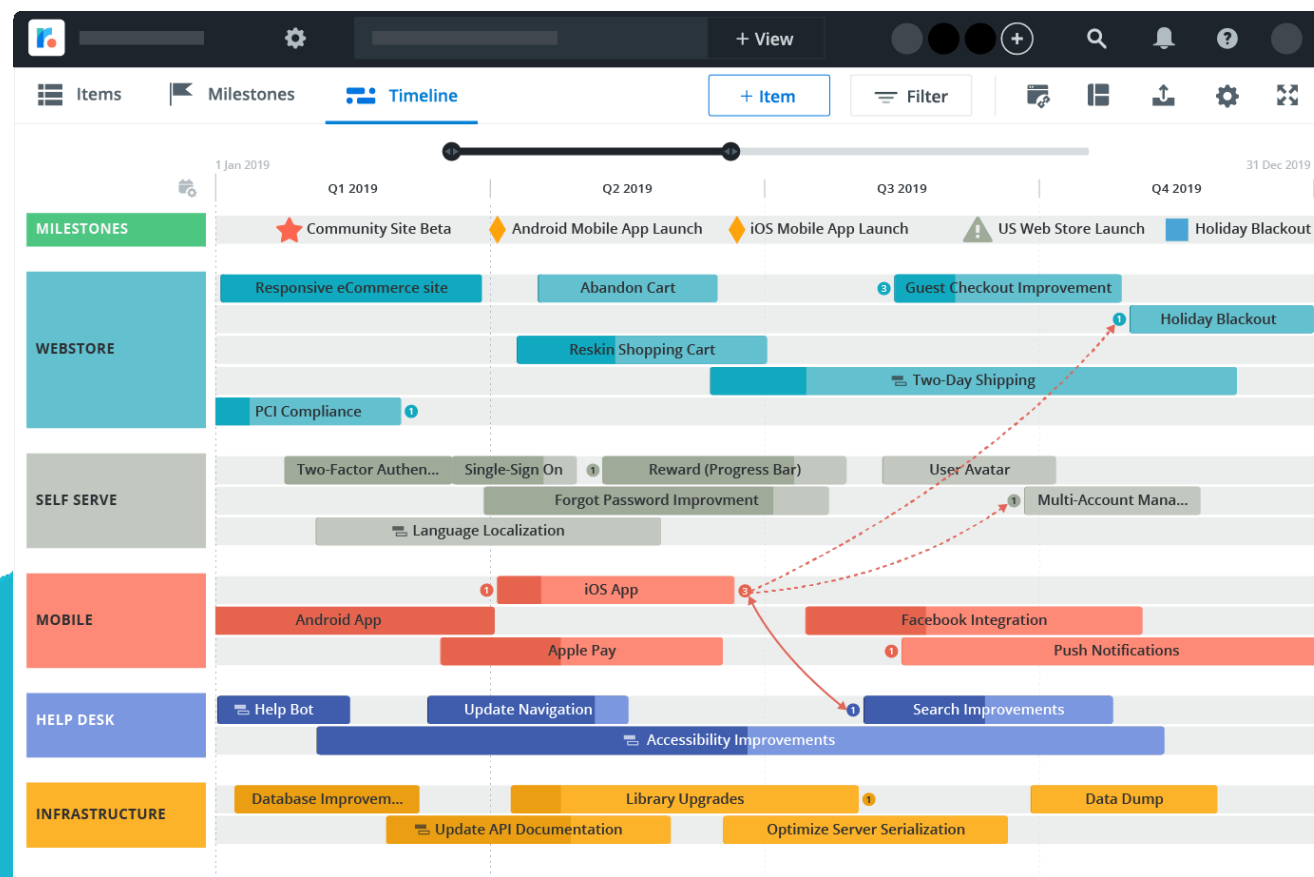 r.
+ View
+
?
Items
Milestones
Timeline
+ Item
Filter
1 Jan 2019
31 Dec 2019
Q1 2019
Q2 2019
Q3 2019
Q4 2019
MILESTONES
Community Site Beta
Android Mobile App Launch
iOS Mobile App Launch
US Web Store Launch
Holiday Blackout
WEBSTORE
Responsive eCommerce site
Abandon Cart
3
Guest Checkout Improvement
1
Holiday Blackout
Reskin Shopping Cart
Two-Day Shipping
PCI Compliance
1
SELF SERVE
Two-Factor Authen...
Single-Sign On
1
Reward (Progress Bar)
User Avatar
Forgot Password Improvment
1
Multi-Account Mana...
Language Localization
MOBILE
1
iOS App
3
Android App
Facebook Integration
Apple Pay
1
Push Notifications
HELP DESK
Help Bot
Update Navigation
1
Search Improvements
Accessibility Improvements
INFRASTRUCTURE
Database Improvem...
Library Upgrades
1
Data Dump
Update API Documentation
Optimize Server Serialization